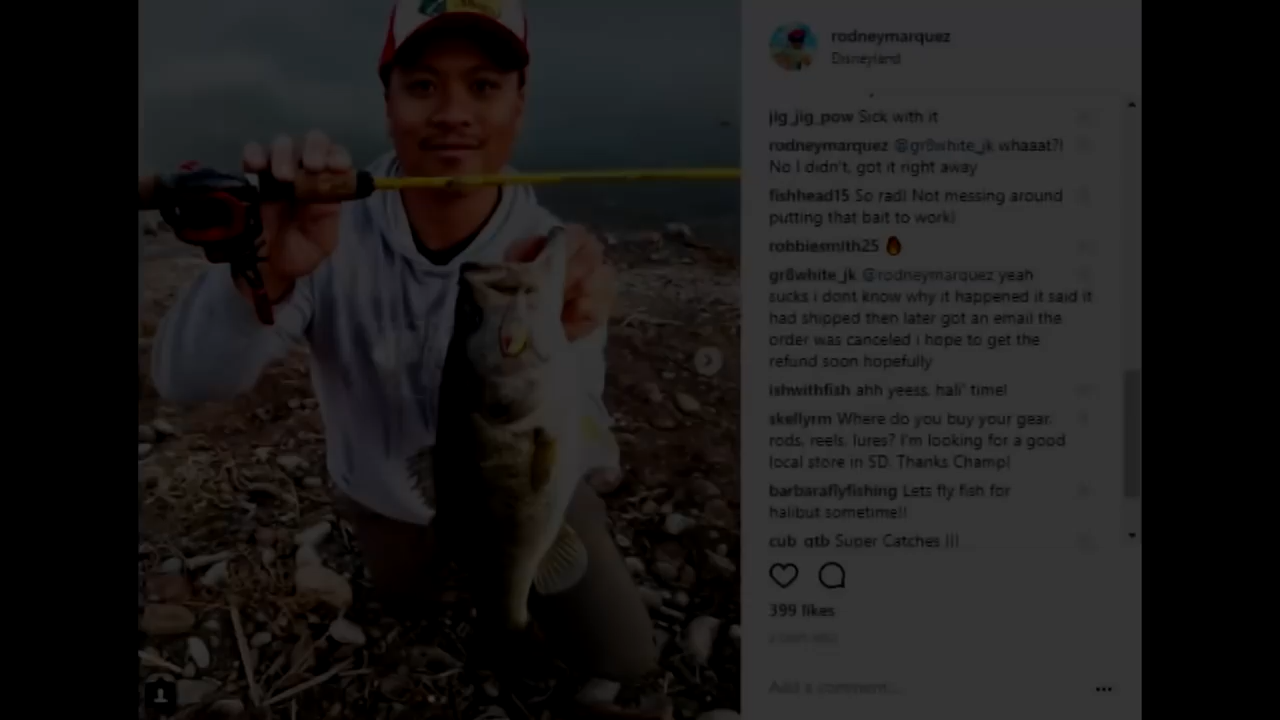 rodneymarquez
Disneyland
jig_jig_pow Sick with it
rodneymarquez @gr8white_jk whaaat?!
No I didn't, got it right away
fishhead15 So rad! Not messing around
putting that bait to work!
robbiesmith25 🔥
gr8white_jk @rodneymarquez yeah
sucks i dont know why it happened it said it
had shipped then later got an email the
order was canceled i hope to get the
refund soon hopefully
ishwithfish ahh yeess, hali' time!
skellyrm Where do you buy your gear,
rods, reels, lures? I'm looking for a good
local store in SD. Thanks Champ!
barbaraflyfishing Lets fly fish for
halibut sometime!!
cub_gtb Super Catches !!!
399 likes
Add a comment...